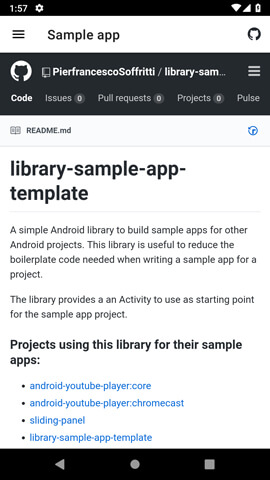 1:57
Sample app
PierfrancescoSoffritti / library-sam...
Code Issues 0 Pull requests 0 Projects 0 Pulse
README.md
library-sample-app-
template
A simple Android library to build sample apps for other
Android projects. This library is useful to reduce the
boilerplate code needed when writing a sample app for a
project.
The library provides a an Activity to use as starting point
for the sample app project.
Projects using this library for their sample
apps:
• android-youtube-player:core
• android-youtube-player:chromecast
• sliding-panel
• library-sample-app-template